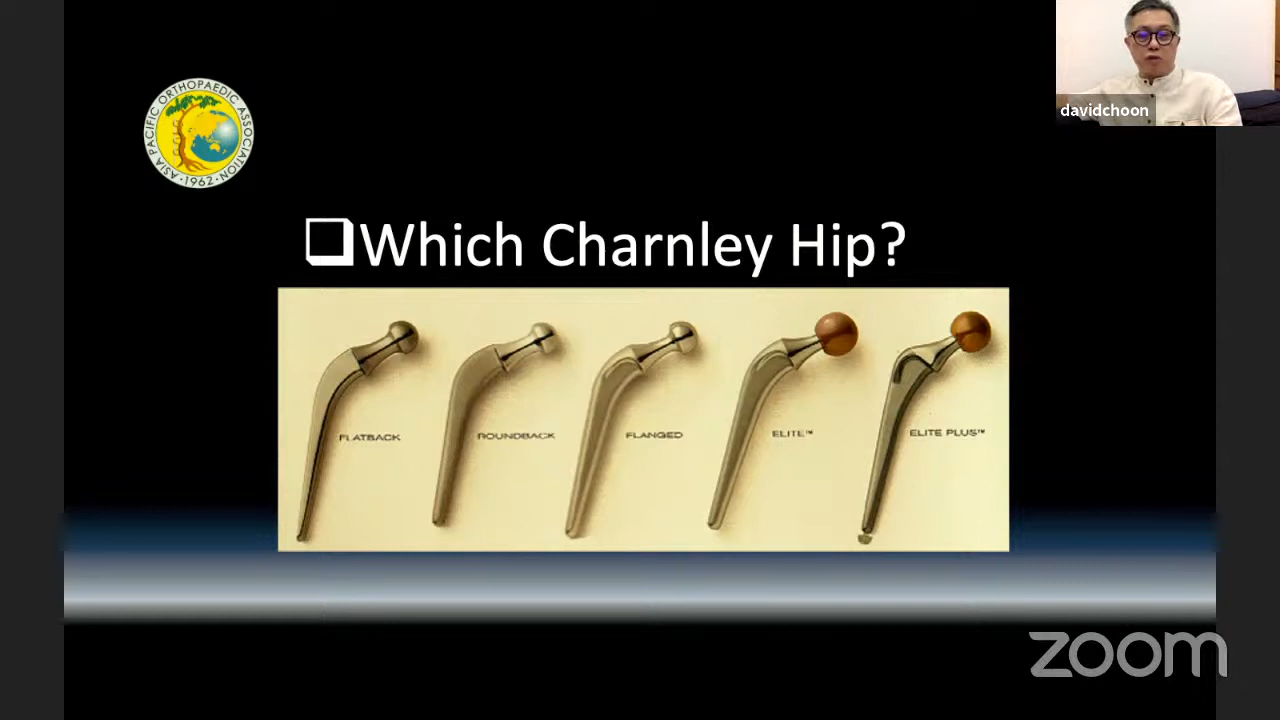 ASIA PACIFIC ORTHOPAEDIC ASSOCIATION
·1962·
davidchoon
❑Which Charnley Hip?
FLATBACK
ROUNDBACK
FLANGED
ELITE™
ELITE PLUS™
zoom